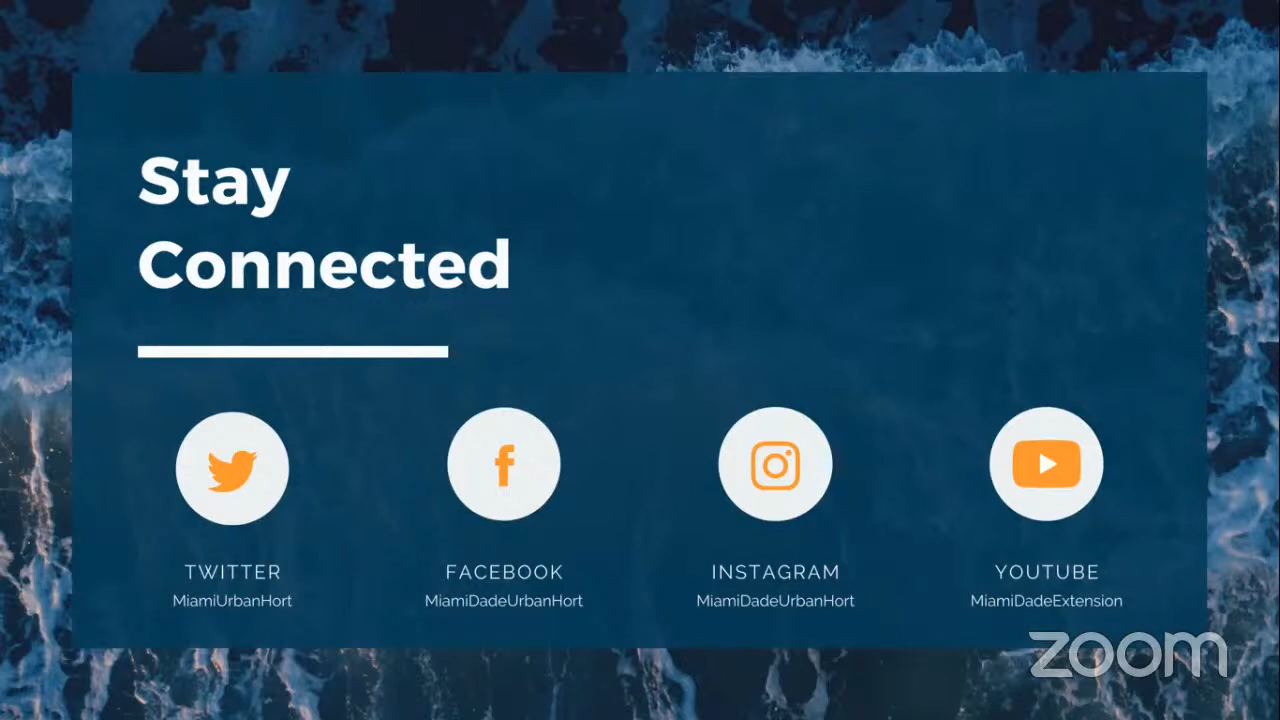 Stay
Connected
TWITTER
MiamiUrbanHort
FACEBOOK
MiamiDadeUrbanHort
INSTAGRAM
MiamiDadeUrbanHort
YOUTUBE
MiamiDadeExtension
zoom